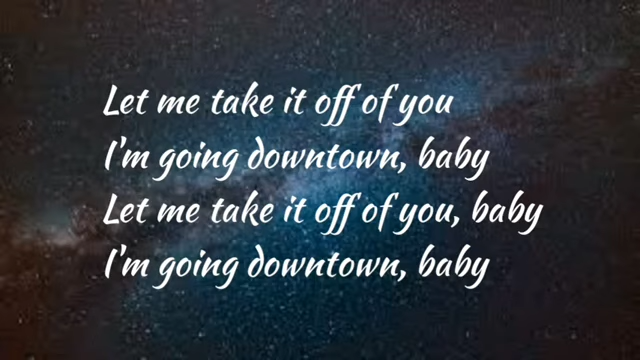 Let me take it off of you
I'm going downtown, baby
Let me take it off of you, baby
I'm going downtown, baby